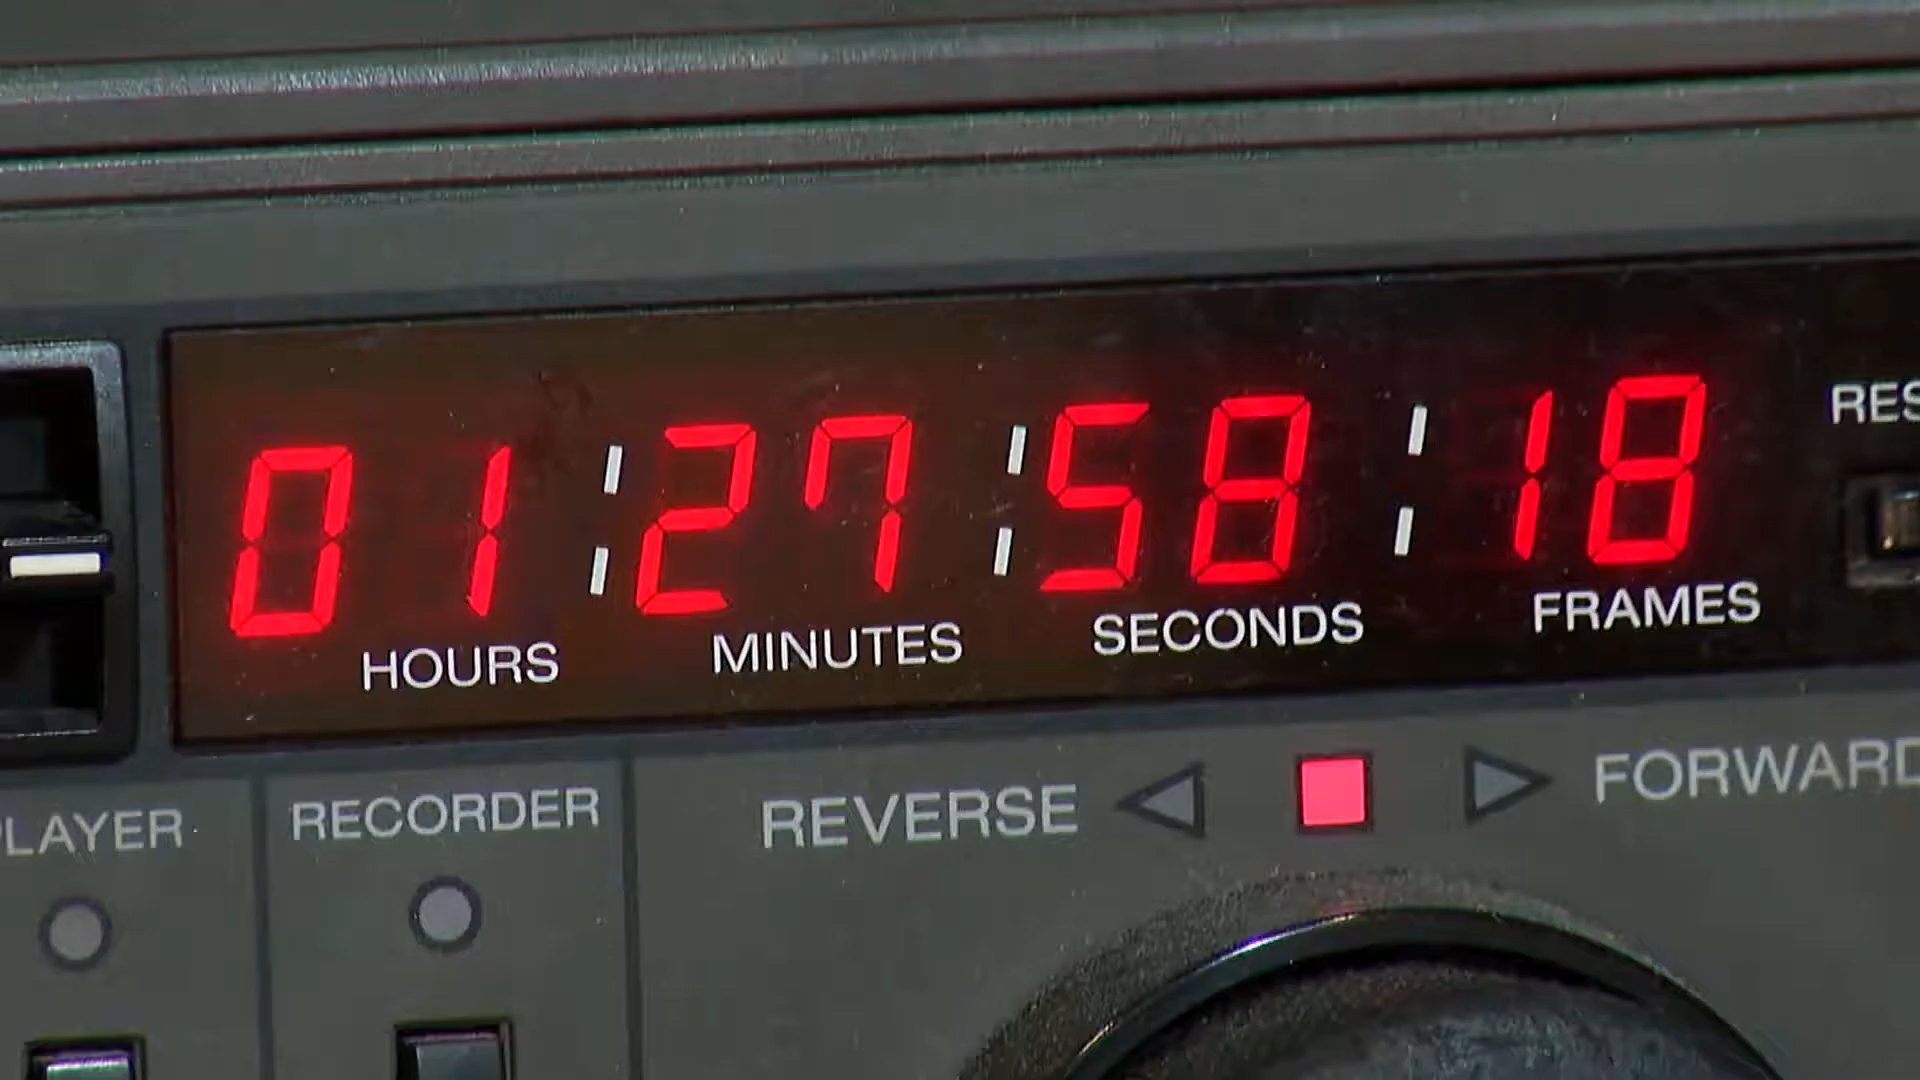 01:27:58:18
HOURS MINUTES SECONDS FRAMES
RES
PLAYER RECORDER REVERSE FORWARD